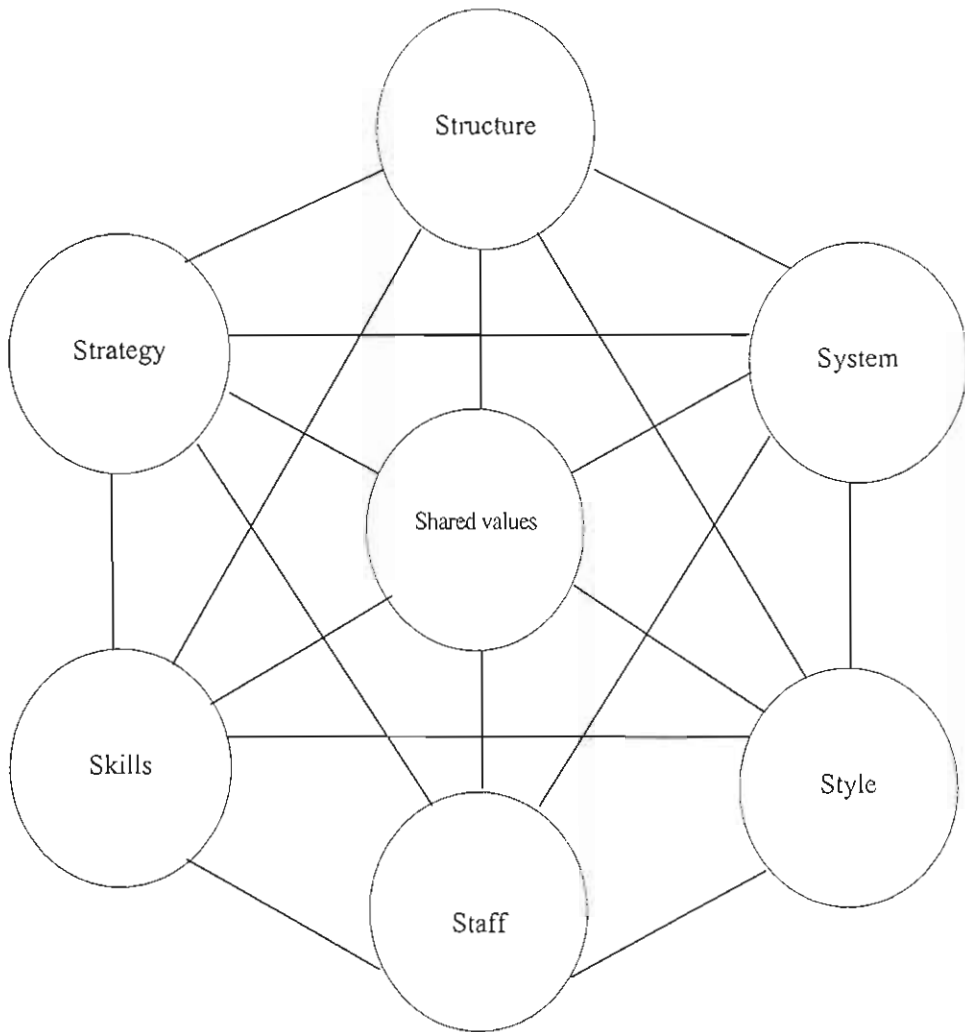 Structure
Strategy
System
Shared values
Skills
Style
Staff